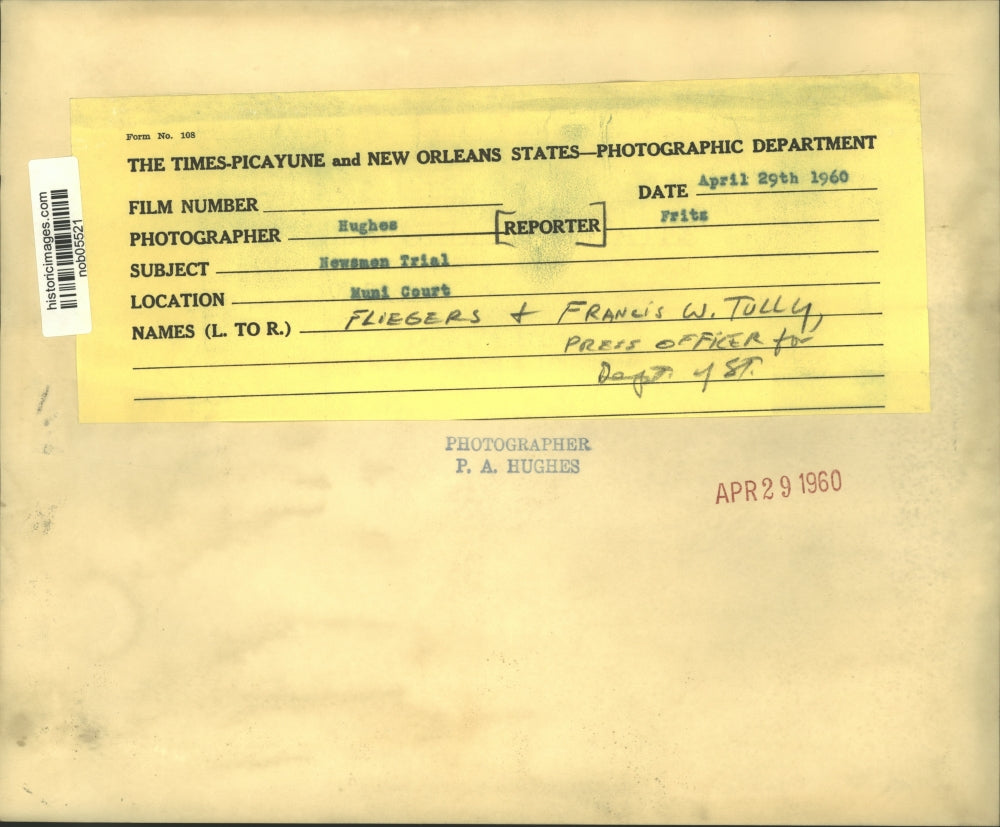 Form No. 108
THE TIMES-PICAYUNE and NEW ORLEANS STATES—PHOTOGRAPHIC DEPARTMENT
FILM NUMBER
DATE April 29th 1960
PHOTOGRAPHER Hughes [REPORTER] Fritz
SUBJECT Newsmen Trial
LOCATION Muni Court
NAMES (L. TO R.) FLIEGERS + FRANCIS W. TULLY,
PRESS OFFICER for
Dept. of ST.
historicimages.com
nob05521
PHOTOGRAPHER
P. A. HUGHES
APR 29 1960